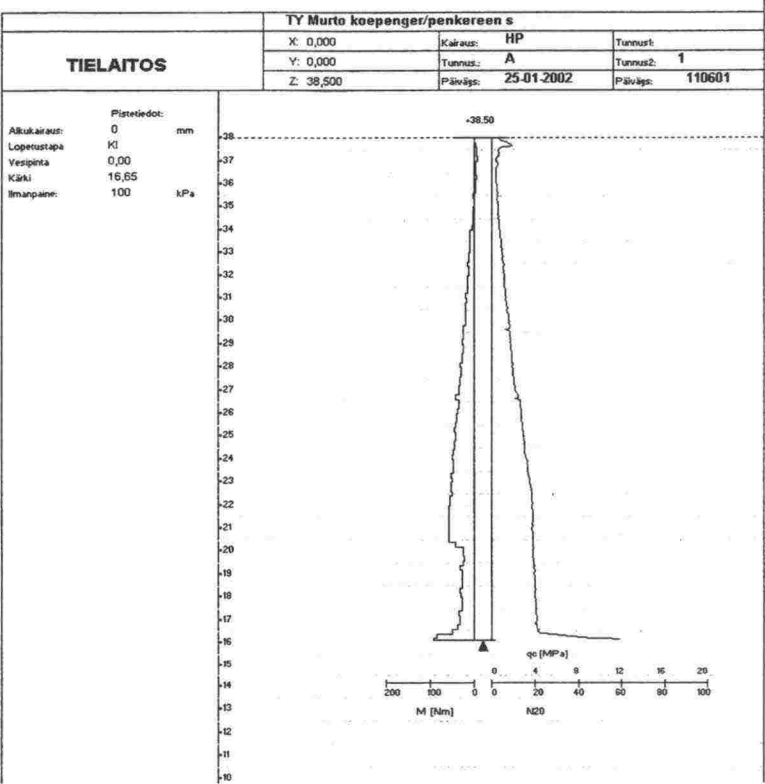 TY Murto koepenger/penkereen s
TIELAITOS
X: 0,000 Kairaus: HP Tunnus1:
Y: 0,000 Tunnus.: A Tunnus2: 1
Z: 38,500 Päiväys: 25-01-2002 Päiväys: 110601
Pistetiedot:
Alkukairaus: 0 mm
Lopetustapa KI
Vesipinta 0,00
Kärki 16,65
Ilmanpaine: 100 kPa
+38.50
+38
+37
+36
+35
+34
+33
+32
+31
+30
+29
+28
+27
+26
+25
+24
+23
+22
+21
+20
+19
+18
+17
+16
+15
+14
+13
+12
+11
+10
qc [MPa]
0 4 8 12 16 20
200 100 0 0 20 40 60 80 100
M [Nm] N20